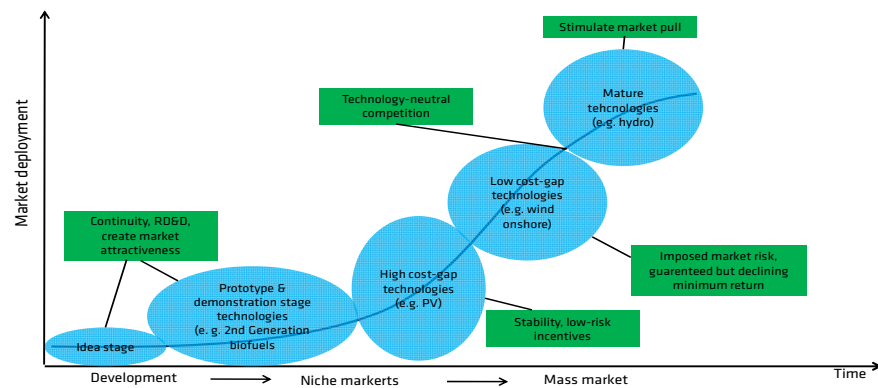 Stimulate market pull
Mature
tehcnologies
(e.g. hydro)
Technology-neutral
competition
Market deployment
Low cost-gap
technologies
(e.g. wind
onshore)
Continuity, RD&D,
create market
attractiveness
Imposed market risk,
guarenteed but declining
minimum return
High cost-gap
technologies
(e.g. PV)
Prototype &
demonstration stage
technologies
(e. g. 2nd Generation
biofuels
Stability, low-risk
incentives
Idea stage
Time
Development
Niche markerts
Mass market